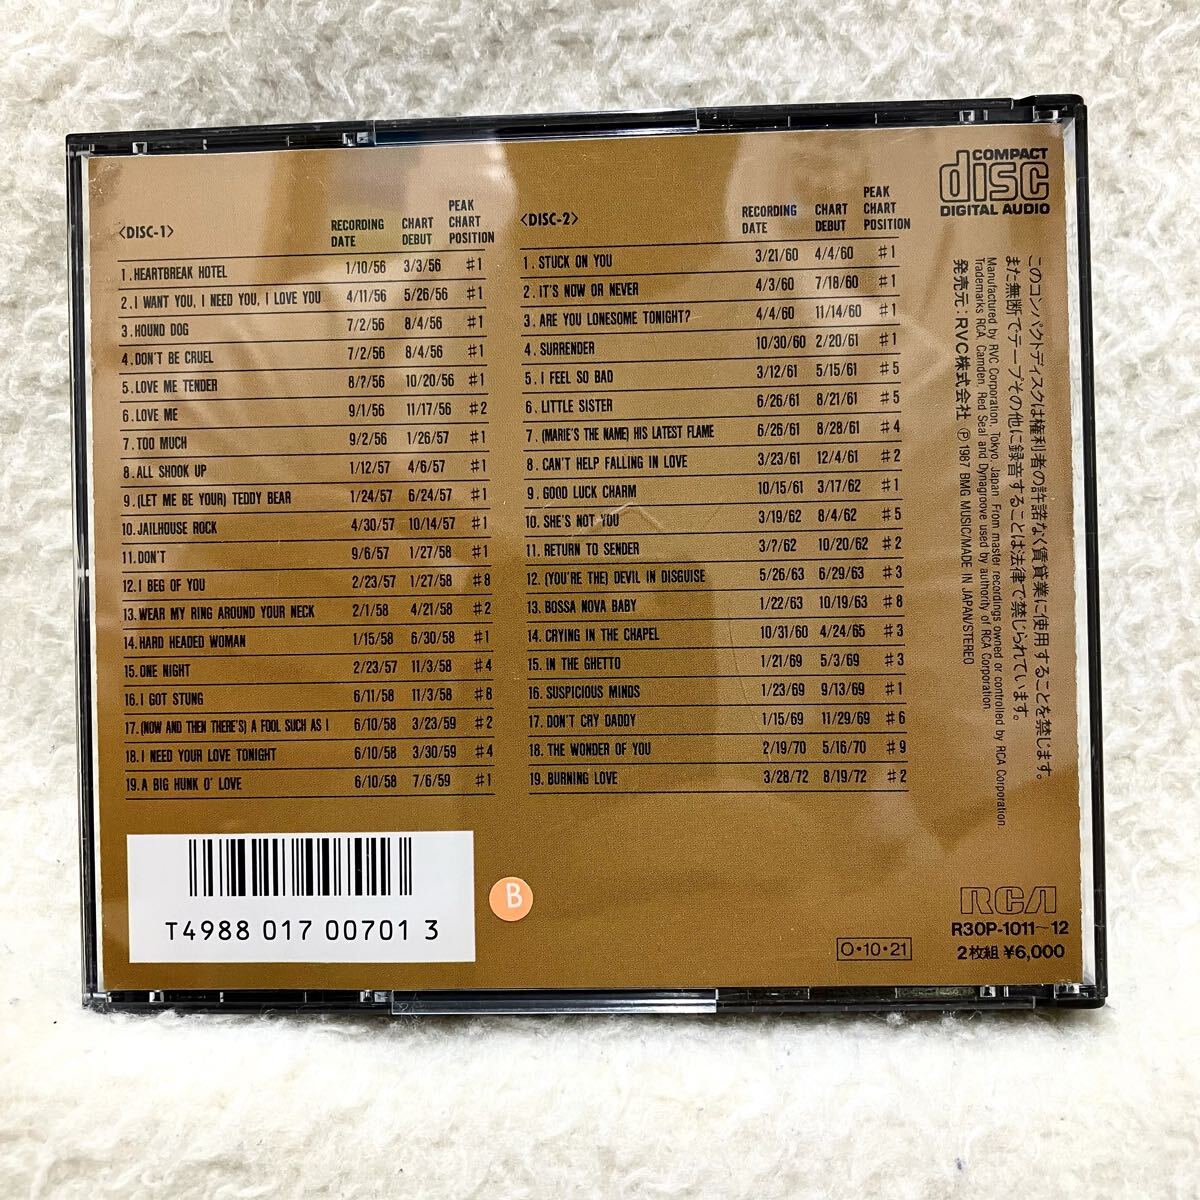 <DISC-1> RECORDING DATE CHART DEBUT PEAK CHART POSITION
1. HEARTBREAK HOTEL 1/10/56 3/3/56 #1
2. I WANT YOU, I NEED YOU, I LOVE YOU 4/11/56 5/26/56 #1
3. HOUND DOG 7/2/56 8/4/56 #1
4. DON'T BE CRUEL 7/2/56 8/4/56 #1
5. LOVE ME TENDER 8/?/56 10/20/56 #1
6. LOVE ME 9/1/56 11/17/56 #2
7. TOO MUCH 9/2/56 1/26/57 #1
8. ALL SHOOK UP 1/12/57 4/6/57 #1
9. (LET ME BE YOUR) TEDDY BEAR 1/24/57 6/24/57 #1
10. JAILHOUSE ROCK 4/30/57 10/14/57 #1
11. DON'T 9/6/57 1/27/58 #1
12. I BEG OF YOU 2/23/57 1/27/58 #8
13. WEAR MY RING AROUND YOUR NECK 2/1/58 4/21/58 #2
14. HARD HEADED WOMAN 1/15/58 6/30/58 #1
15. ONE NIGHT 2/23/57 11/3/58 #4
16. I GOT STUNG 6/11/58 11/3/58 #8
17. (NOW AND THEN THERE'S) A FOOL SUCH AS I 6/10/58 3/23/59 #2
18. I NEED YOUR LOVE TONIGHT 6/10/58 3/30/59 #4
19. A BIG HUNK O' LOVE 6/10/58 7/6/59 #1
<DISC-2> RECORDING DATE CHART DEBUT PEAK CHART POSITION
1. STUCK ON YOU 3/21/60 4/4/60 #1
2. IT'S NOW OR NEVER 4/3/60 7/18/60 #1
3. ARE YOU LONESOME TONIGHT? 4/4/60 11/14/60 #1
4. SURRENDER 10/30/60 2/20/61 #1
5. I FEEL SO BAD 3/12/61 5/15/61 #5
6. LITTLE SISTER 6/26/61 8/21/61 #5
7. (MARIE'S THE NAME) HIS LATEST FLAME 6/26/61 8/28/61 #4
8. CAN'T HELP FALLING IN LOVE 3/23/61 12/4/61 #2
9. GOOD LUCK CHARM 10/15/61 3/17/62 #1
10. SHE'S NOT YOU 3/19/62 8/4/62 #5
11. RETURN TO SENDER 3/?/62 10/20/62 #2
12. (YOU'RE THE) DEVIL IN DISGUISE 5/26/63 6/29/63 #3
13. BOSSA NOVA BABY 1/22/63 10/19/63 #8
14. CRYING IN THE CHAPEL 10/31/60 4/24/65 #3
15. IN THE GHETTO 1/21/69 5/3/69 #3
16. SUSPICIOUS MINDS 1/23/69 9/13/69 #1
17. DON'T CRY DADDY 1/15/69 11/29/69 #6
18. THE WONDER OF YOU 2/19/70 5/16/70 #9
19. BURNING LOVE 3/28/72 8/19/72 #2
COMPACT
disc
DIGITAL AUDIO
このコンパクトディスクは権利者の許諾なく賃貸業に使用することを禁じます。
また無断でテープその他に録音することは法律で禁じられています。
Manufactured by RVC Corporation, Tokyo, Japan. From master recordings owned or controlled by RCA Corporation.
Trademarks RCA, Camden, Red Seal and Dynagroove used by authority of RCA Corporation.
発売元：RVC株式会社 ℗1987 BMG MUSIC/MADE IN JAPAN/STEREO
T4988 017 00701 3
B
O・10・21
RCA
R30P-1011〜12
2枚組 ¥6,000